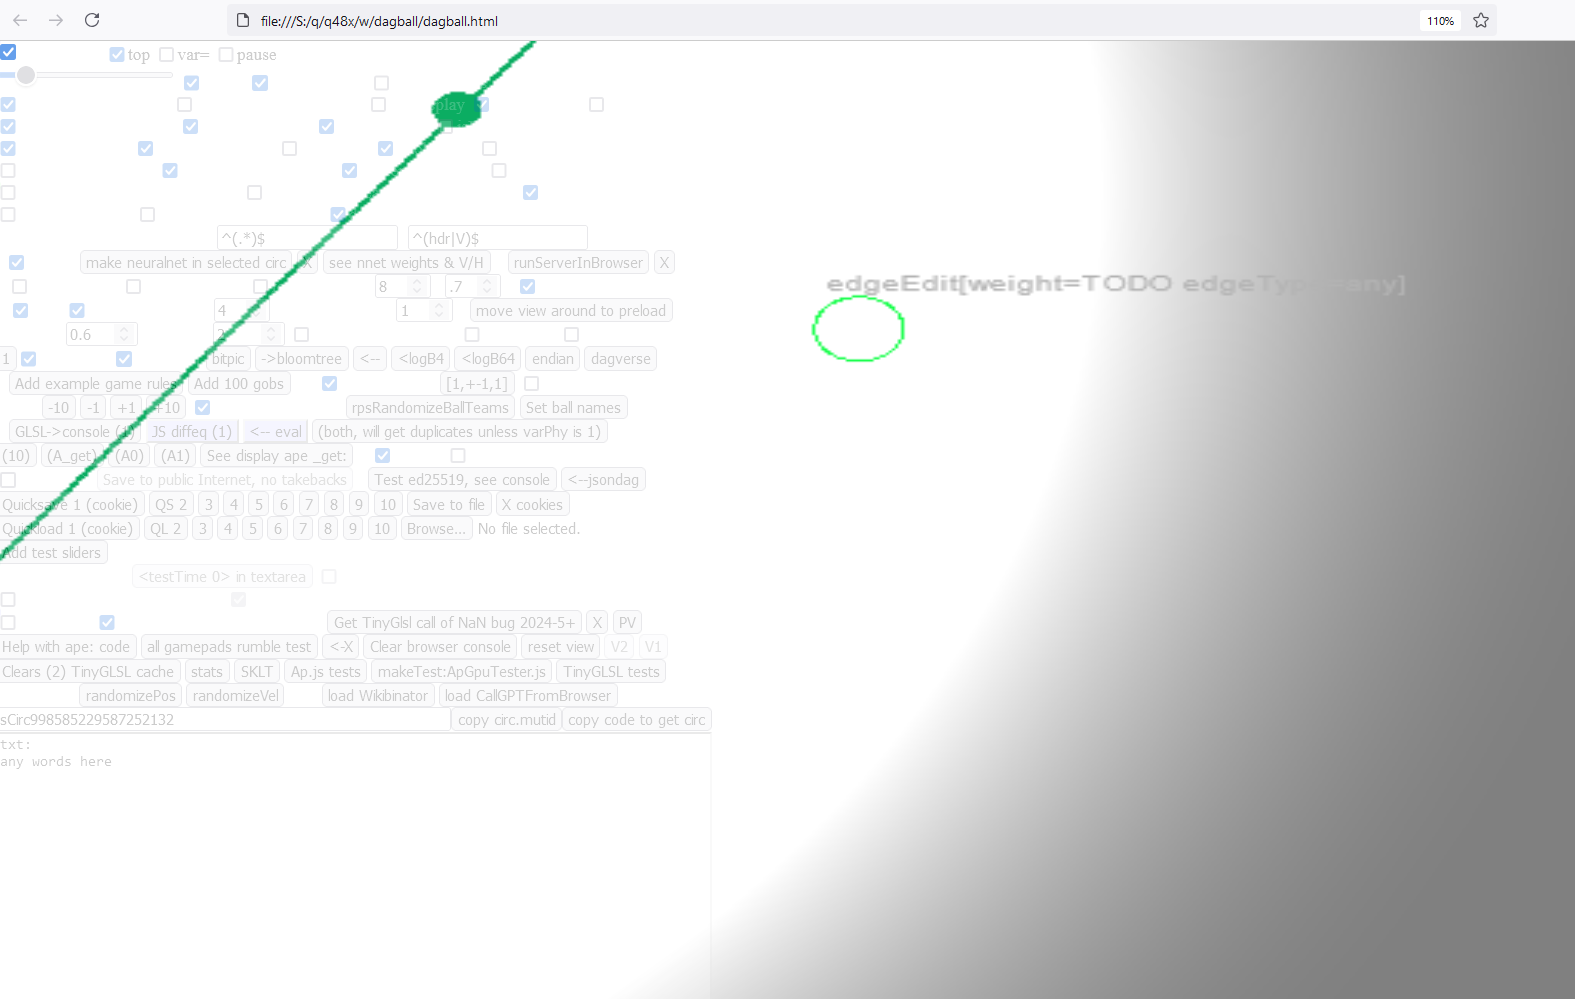 file:///S:/q/q48x/w/dagball/dagball.html 110%
top var= pause
play
^(.*)$ ^(hdr|V)$
make neuralnet in selected circ X see nnet weights & V/H runServerInBrowser X
8 .7
edgeEdit[weight=TODO edgeType=any]
4 1 move view around to preload
0.6
1 bitpic ->bloomtree <-- <logB4 <logB64 endian dagverse
Add example game rules Add 100 gobs [1,+-1,1]
-10 -1 +1 +10 rpsRandomizeBallTeams Set ball names
GLSL->console (1) JS diffeq (1) <-- eval (both, will get duplicates unless varPhy is 1)
(10) (A_get) (A0) (A1) See display ape _get:
Save to public Internet, no takebacks Test ed25519, see console <--jsondag
Quicksave 1 (cookie) QS 2 3 4 5 6 7 8 9 10 Save to file X cookies
Quickload 1 (cookie) QL 2 3 4 5 6 7 8 9 10 Browse... No file selected.
Add test sliders
<testTime 0> in textarea
Get TinyGlsl call of NaN bug 2024-5+ X PV
Help with ape: code all gamepads rumble test <-X Clear browser console reset view V2 V1
Clears (2) TinyGLSL cache stats SKLT Ap.js tests makeTest:ApGpuTester.js TinyGLSL tests
randomizePos randomizeVel load Wikibinator load CallGPTFromBrowser
sCirc998585229587252132 copy circ.mutid copy code to get circ
txt:
any words here